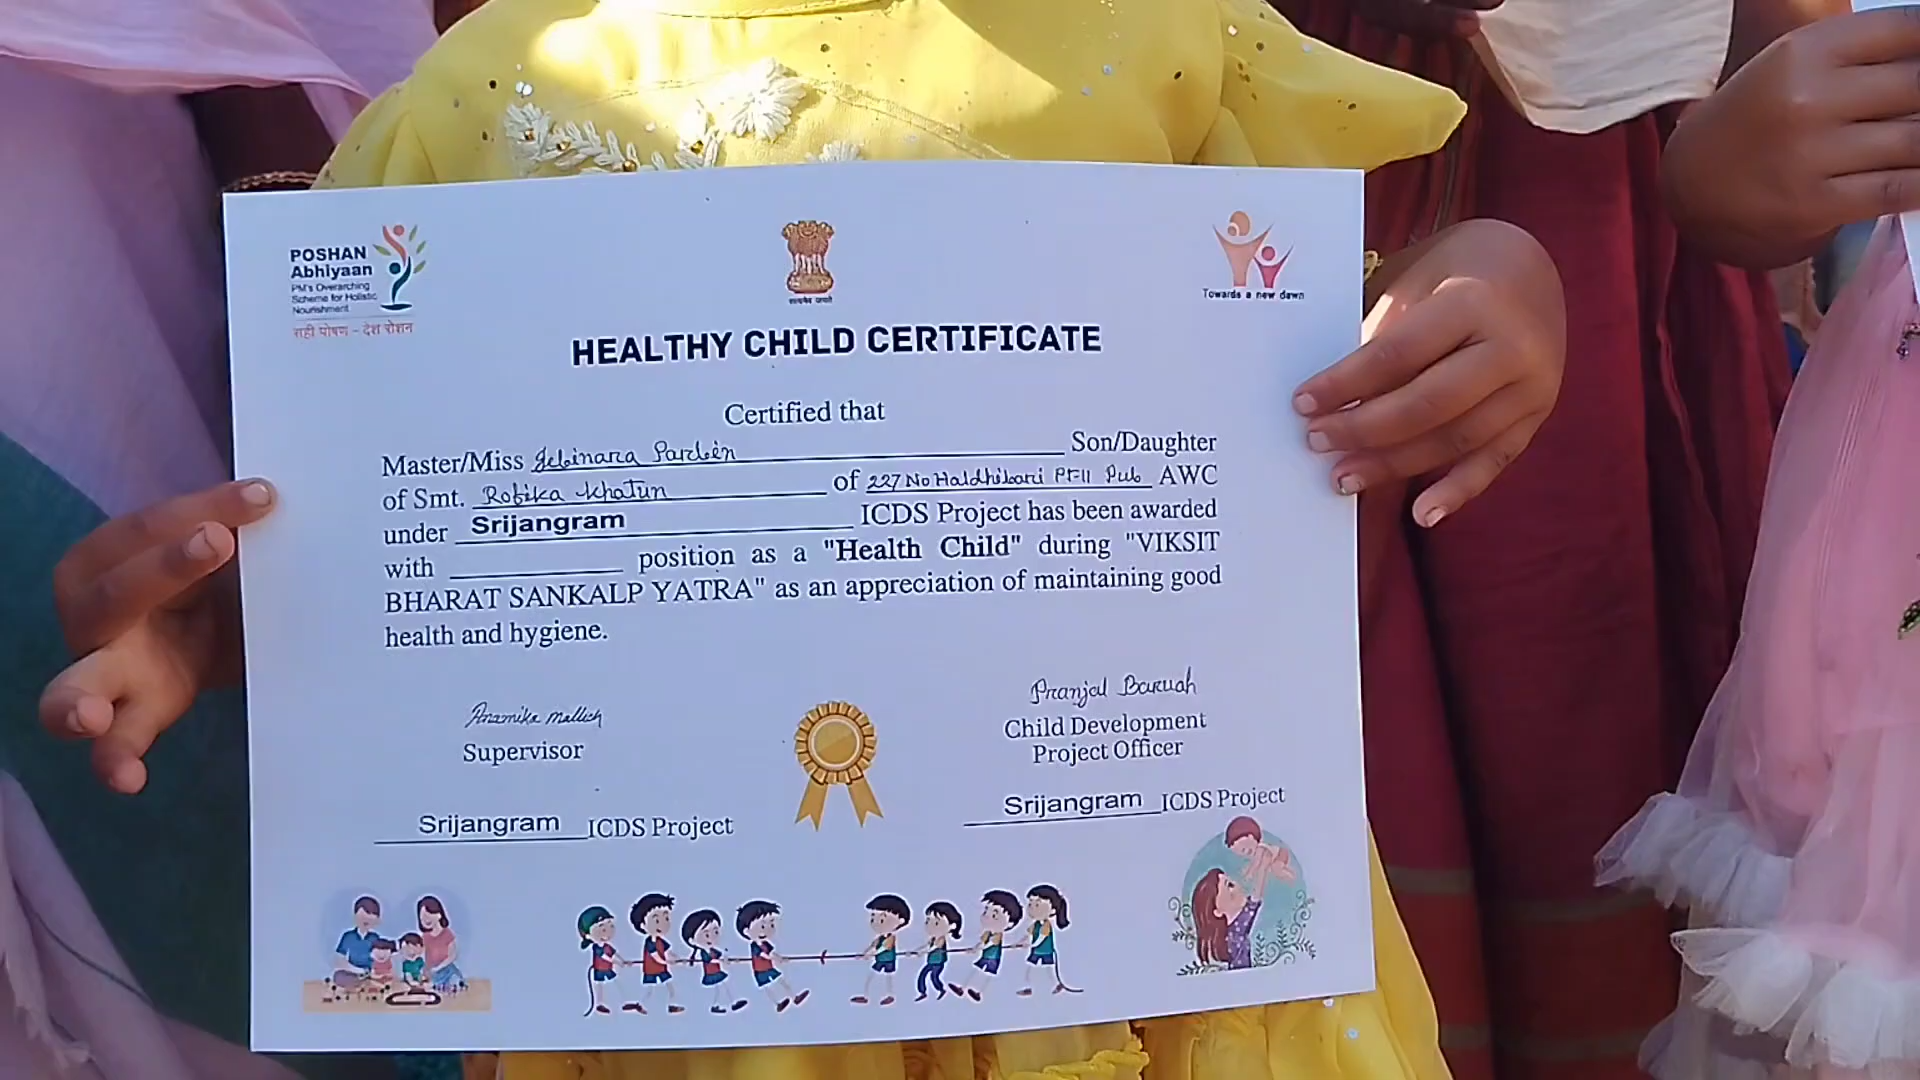 POSHAN
Abhiyaan
PM's Overarching
Scheme for Holistic
Nourishment
सही पोषण - देश रोशन
सत्यमेव जयते
Towards a new dawn
HEALTHY CHILD CERTIFICATE
Certified that
Master/Miss Jebinara Parbin Son/Daughter
of Smt. Rofika Khatun of 227 No Haldhibari Pt-II Pub AWC
under Srijangram ICDS Project has been awarded
with position as a "Health Child" during "VIKSIT
BHARAT SANKALP YATRA" as an appreciation of maintaining good
health and hygiene.
Anamika Mallick
Supervisor
Srijangram ICDS Project
Pranjal Baruah
Child Development
Project Officer
Srijangram ICDS Project